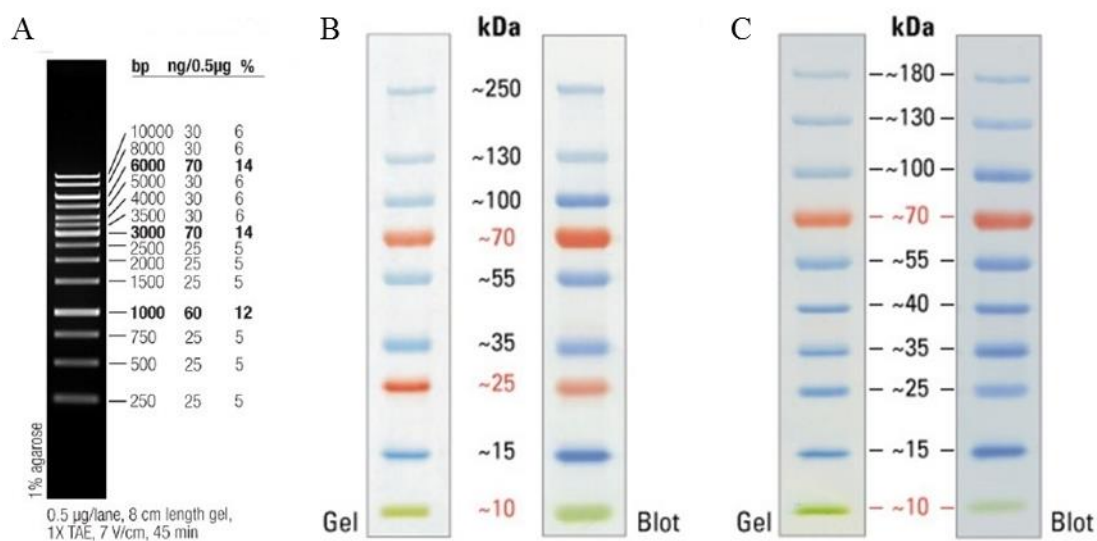 A
bp ng/0.5µg %
10000 30 6
8000 30 6
6000 70 14
5000 30 6
4000 30 6
3500 30 6
3000 70 14
2500 25 5
2000 25 5
1500 25 5
1000 60 12
750 25 5
500 25 5
250 25 5
1% agarose
0.5 µg/lane, 8 cm length gel,
1X TAE, 7 V/cm, 45 min
B
kDa
~250
~130
~100
~70
~55
~35
~25
~15
~10
Gel
Blot
C
kDa
~180
~130
~100
~70
~55
~40
~35
~25
~15
~10
Gel
Blot